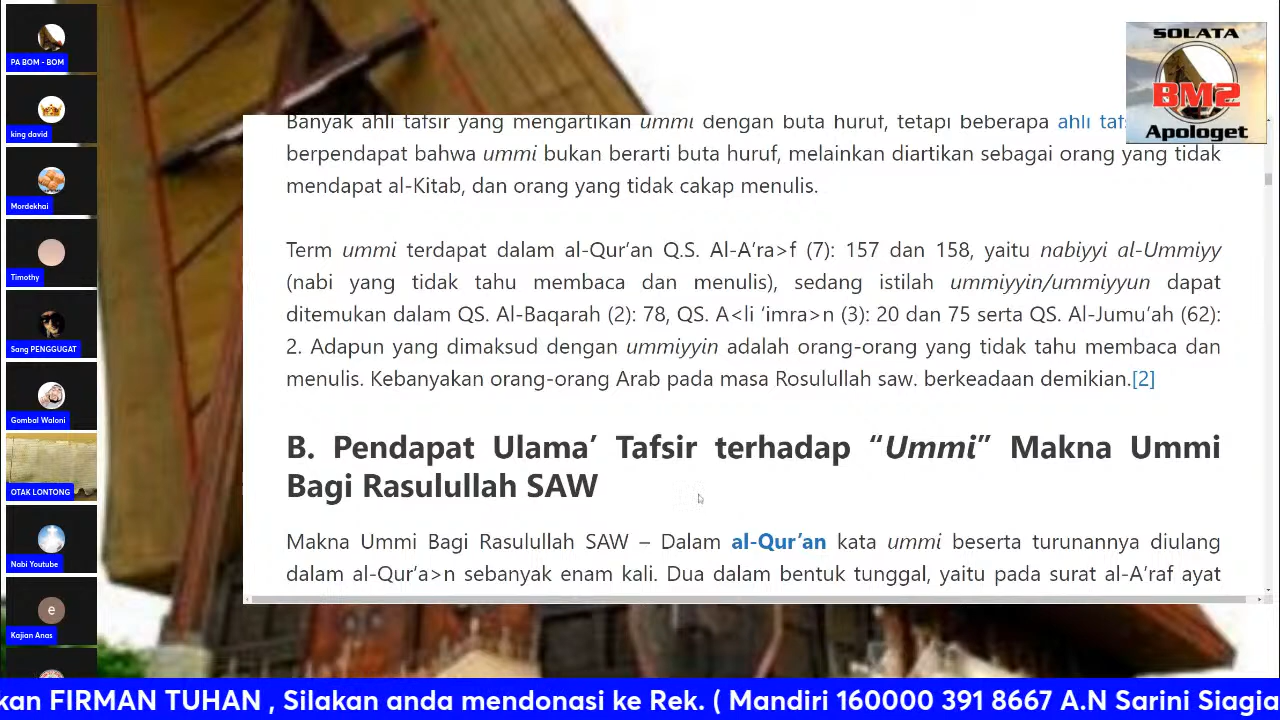 SOLATA
BM2
Apologet
PA BOM - BOM
king david
Mordekhai
Timothy
Sang PENGGUGAT
Gombal Waloni
OTAK LONTONG
Nabi Youtube
e
Kajian Anas
Banyak ahli tafsir yang mengartikan ummi dengan buta huruf, tetapi beberapa ahli
berpendapat bahwa ummi bukan berarti buta huruf, melainkan diartikan sebagai orang yang tidak
mendapat al-Kitab, dan orang yang tidak cakap menulis.
Term ummi terdapat dalam al-Qur’an Q.S. Al-A’ra>f (7): 157 dan 158, yaitu nabiyyi al-Ummiyy
(nabi yang tidak tahu membaca dan menulis), sedang istilah ummiyyin/ummiyyun dapat
ditemukan dalam QS. Al-Baqarah (2): 78, QS. A<li ‘imra>n (3): 20 dan 75 serta QS. Al-Jumu’ah (62):
2. Adapun yang dimaksud dengan ummiyyin adalah orang-orang yang tidak tahu membaca dan
menulis. Kebanyakan orang-orang Arab pada masa Rosulullah saw. berkeadaan demikian.[2]
B. Pendapat Ulama’ Tafsir terhadap “Ummi” Makna Ummi
Bagi Rasulullah SAW
Makna Ummi Bagi Rasulullah SAW – Dalam al-Qur’an kata ummi beserta turunannya diulang
dalam al-Qur’a>n sebanyak enam kali. Dua dalam bentuk tunggal, yaitu pada surat al-A’raf ayat
kan FIRMAN TUHAN , Silakan anda mendonasi ke Rek. ( Mandiri 160000 391 8667 A.N Sarini Siagia